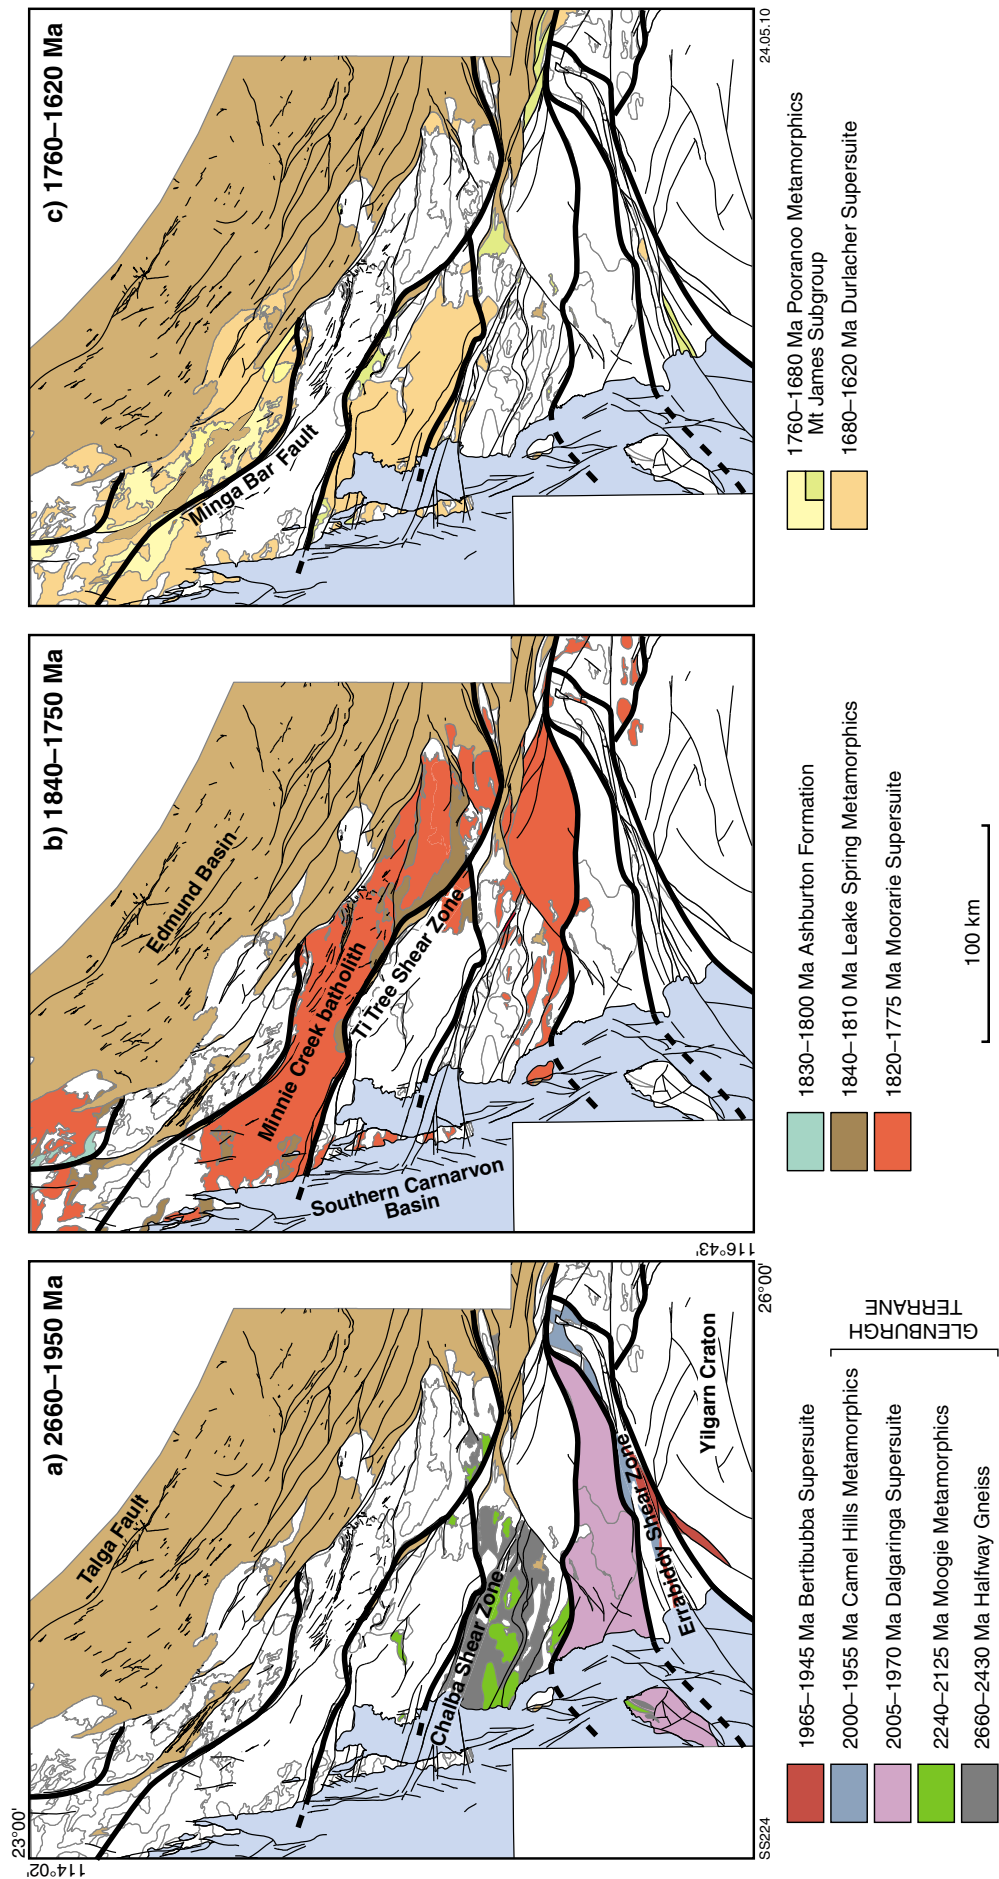 a) 2660–1950 Ma
23°00'
114°02'
Talga Fault
Chalba Shear Zone
Errabiddy Shear Zone
Yilgarn Craton
SS224
26°00'
116°43'
1965–1945 Ma Bertibubba Supersuite
2000–1955 Ma Camel Hills Metamorphics
2005–1970 Ma Dalgaringa Supersuite
2240–2125 Ma Moogie Metamorphics
2660–2430 Ma Halfway Gneiss
GLENBURGH
TERRANE
b) 1840–1750 Ma
Edmund Basin
Minnie Creek batholith
Ti Tree Shear Zone
Southern Carnarvon
Basin
1830–1800 Ma Ashburton Formation
1840–1810 Ma Leake Spring Metamorphics
1820–1775 Ma Moorarie Supersuite
100 km
c) 1760–1620 Ma
Minga Bar Fault
24.05.10
1760–1680 Ma Pooranoo Metamorphics
Mt James Subgroup
1680–1620 Ma Durlacher Supersuite